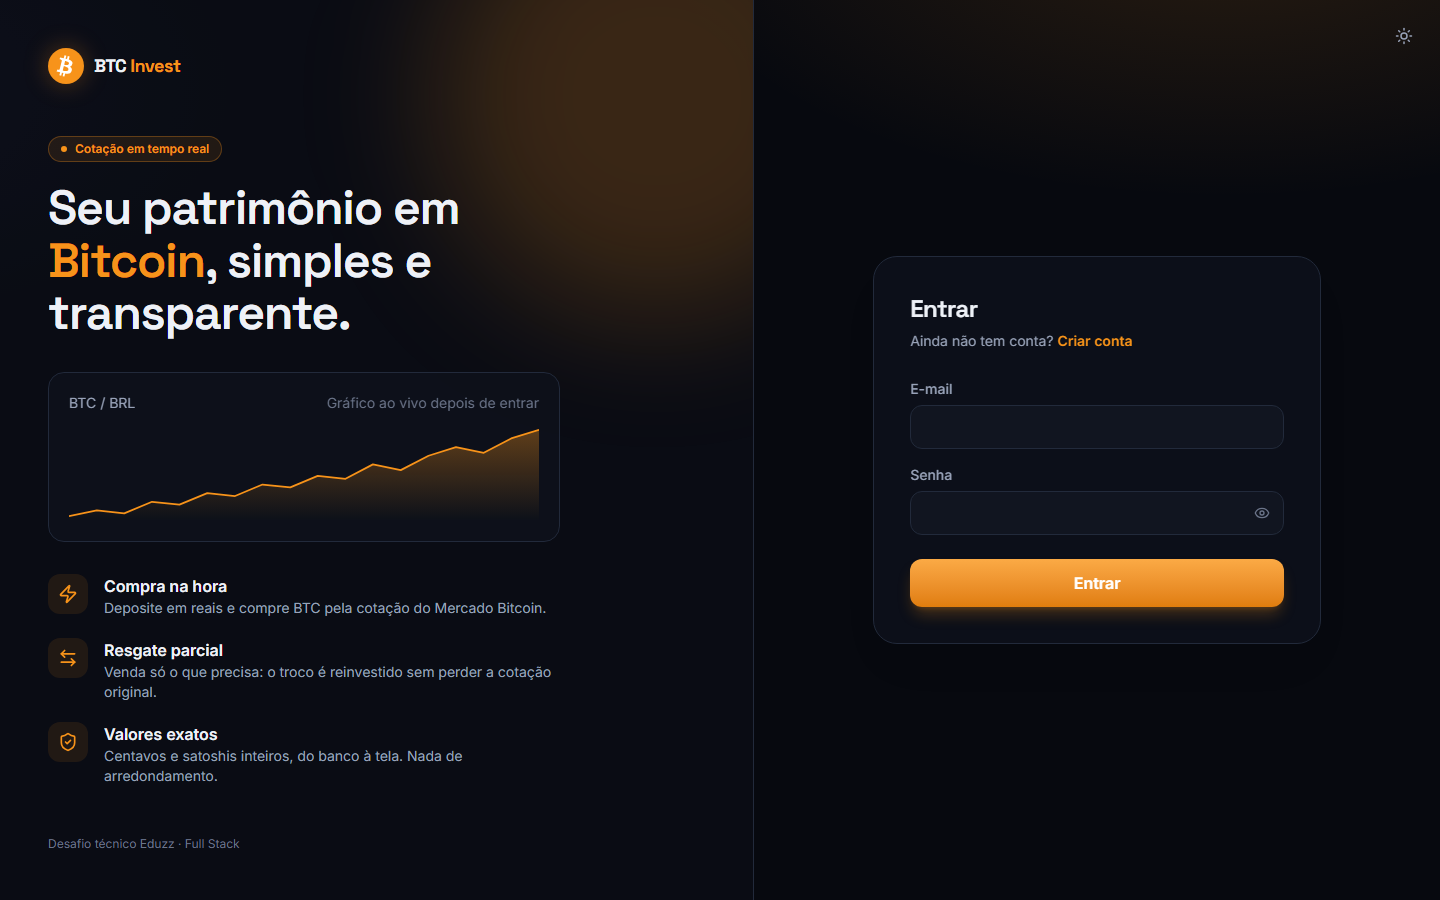 BTC Invest
Cotação em tempo real
Seu patrimônio em
Bitcoin, simples e
transparente.
BTC / BRL
Gráfico ao vivo depois de entrar
Compra na hora
Deposite em reais e compre BTC pela cotação do Mercado Bitcoin.
Resgate parcial
Venda só o que precisa: o troco é reinvestido sem perder a cotação
original.
Valores exatos
Centavos e satoshis inteiros, do banco à tela. Nada de
arredondamento.
Desafio técnico Eduzz · Full Stack
Entrar
Ainda não tem conta? Criar conta
E-mail
Senha
Entrar